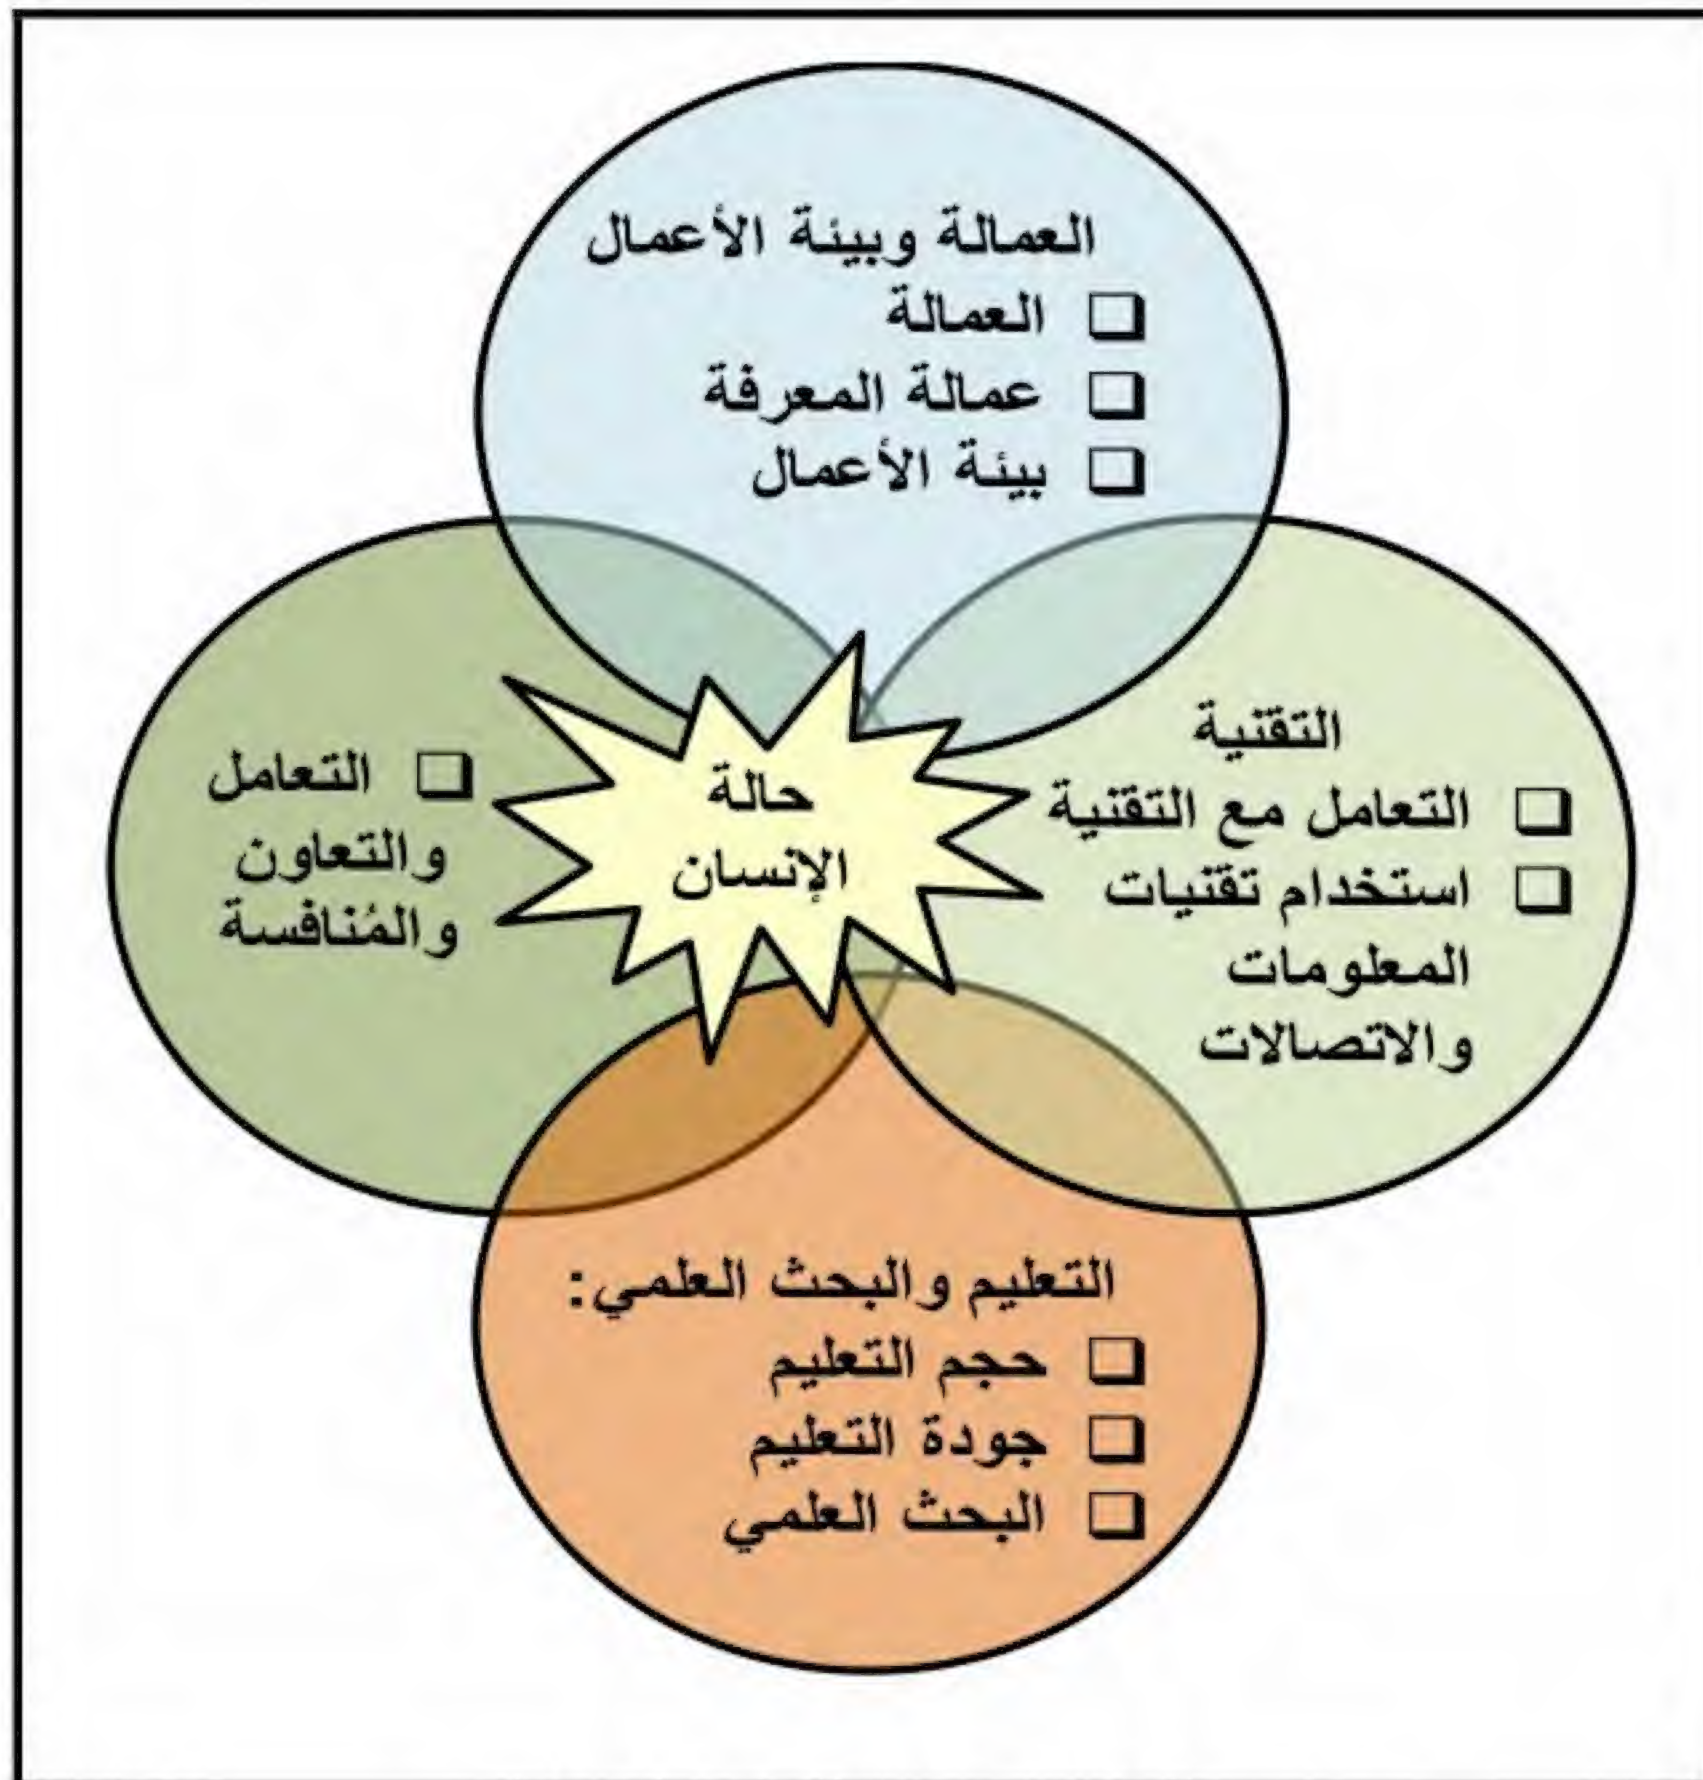 العمالة وبيئة الأعمال
❑ العمالة
❑ عمالة المعرفة
❑ بيئة الأعمال
التقنية
❑ التعامل مع التقنية
❑ استخدام تقنيات
المعلومات
والاتصالات
حالة
الإنسان
❑ التعامل
والتعاون
والمُنافسة
التعليم والبحث العلمي:
❑ حجم التعليم
❑ جودة التعليم
❑ البحث العلمي